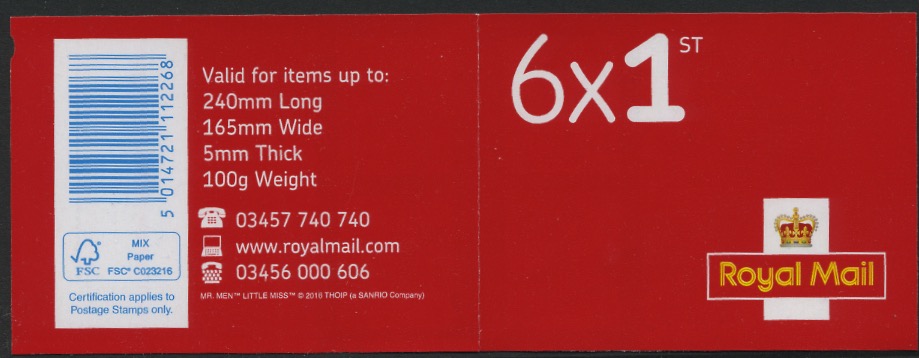 5 014721 112268
MIX
Paper
FSC
FSC® C023216
Certification applies to
Postage Stamps only.
Valid for items up to:
240mm Long
165mm Wide
5mm Thick
100g Weight
03457 740 740
www.royalmail.com
03456 000 606
MR. MEN™ LITTLE MISS™ © 2016 THOIP (a SANRIO Company)
6x1ST
Royal Mail